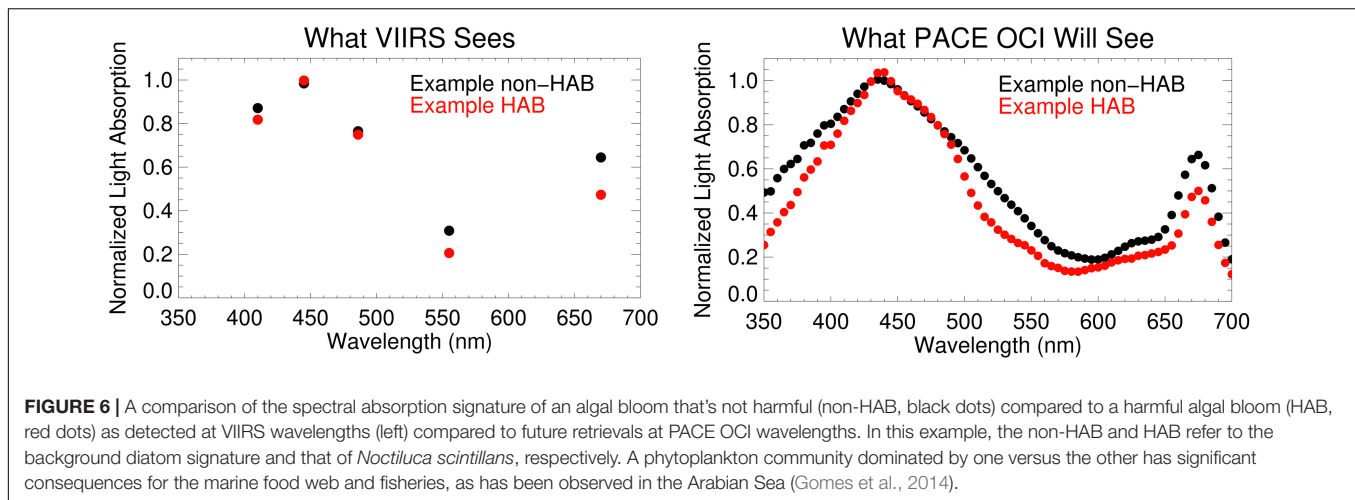 What VIIRS Sees
Normalized Light Absorption
1.0
0.8
0.6
0.4
0.2
0.0
Example non-HAB
Example HAB
350 400 450 500 550 600 650 700
Wavelength (nm)
What PACE OCI Will See
Normalized Light Absorption
1.0
0.8
0.6
0.4
0.2
0.0
Example non-HAB
Example HAB
350 400 450 500 550 600 650 700
Wavelength (nm)
FIGURE 6 | A comparison of the spectral absorption signature of an algal bloom that's not harmful (non-HAB, black dots) compared to a harmful algal bloom (HAB,
red dots) as detected at VIIRS wavelengths (left) compared to future retrievals at PACE OCI wavelengths. In this example, the non-HAB and HAB refer to the
background diatom signature and that of Noctiluca scintillans, respectively. A phytoplankton community dominated by one versus the other has significant
consequences for the marine food web and fisheries, as has been observed in the Arabian Sea (Gomes et al., 2014).